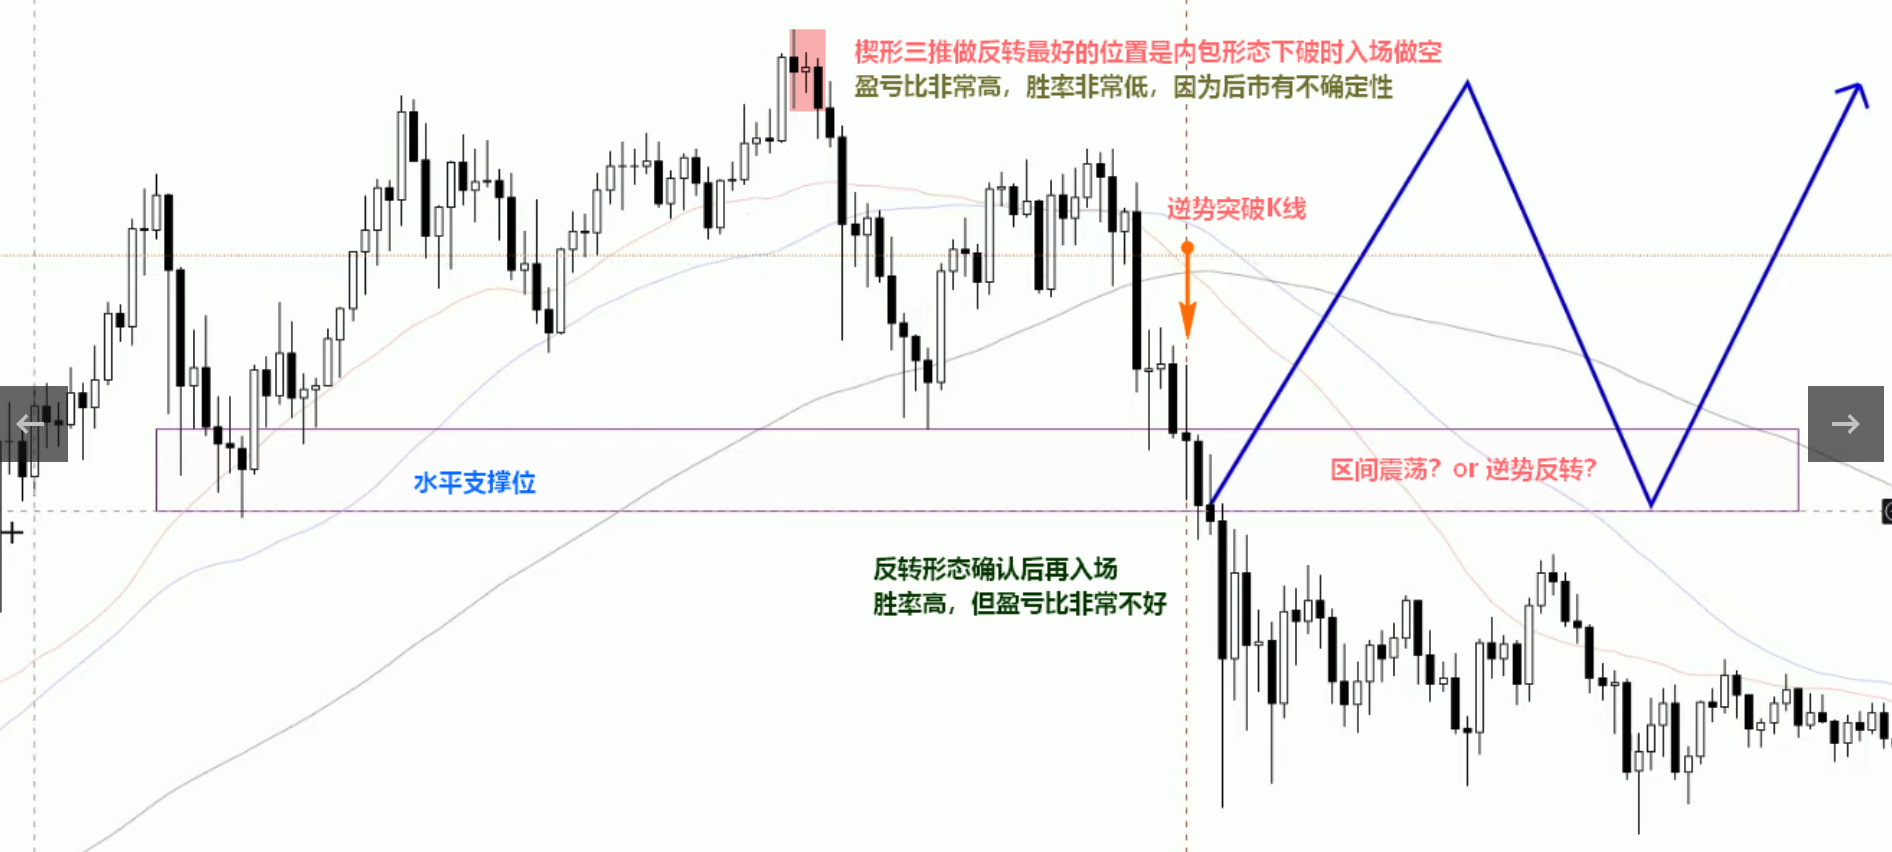 楔形三推做反转最好的位置是内包形态下破时入场做空
盈亏比非常高，胜率非常低，因为后市有不确定性
逆势突破K线
水平支撑位
区间震荡？or 逆势反转？
反转形态确认后再入场
胜率高，但盈亏比非常不好